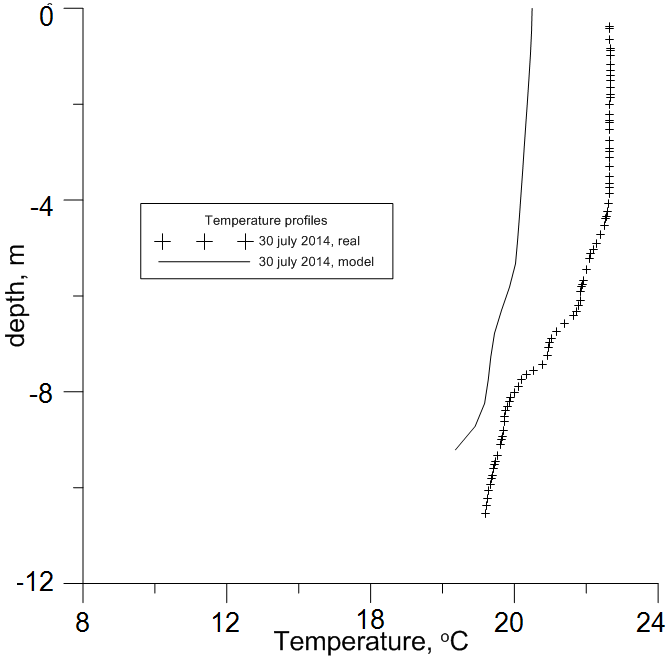 0
-4
-8
-12
depth, m
Temperature profiles
30 july 2014, real
30 july 2014, model
8 12 18 20 24
Temperature, °C